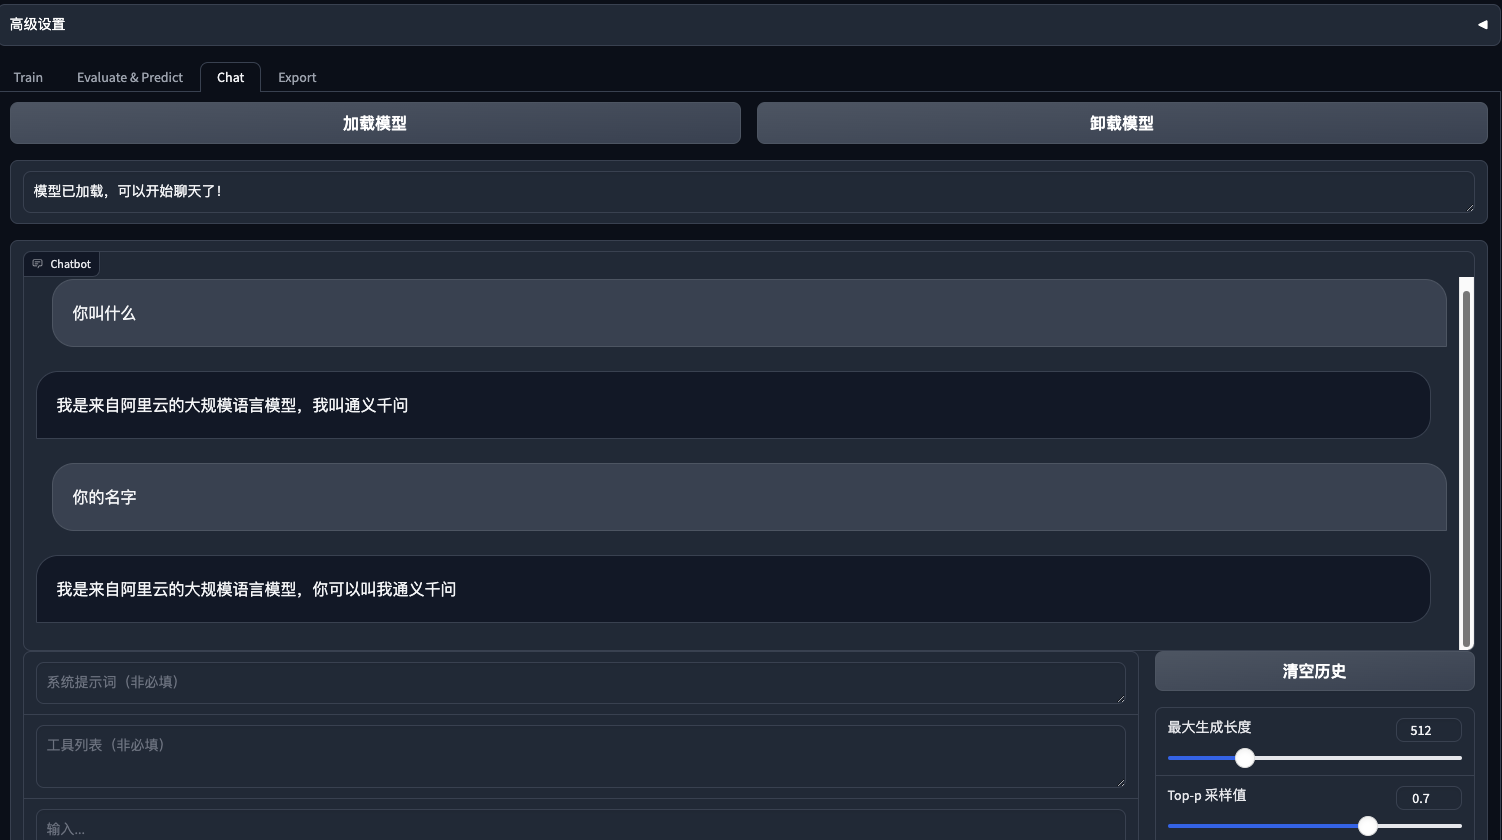 高级设置
Train
Evaluate & Predict
Chat
Export
加载模型
卸载模型
模型已加载，可以开始聊天了！
Chatbot
你叫什么
我是来自阿里云的大规模语言模型，我叫通义千问
你的名字
我是来自阿里云的大规模语言模型，你可以叫我通义千问
系统提示词（非必填）
工具列表（非必填）
输入...
清空历史
最大生成长度
512
Top-p 采样值
0.7